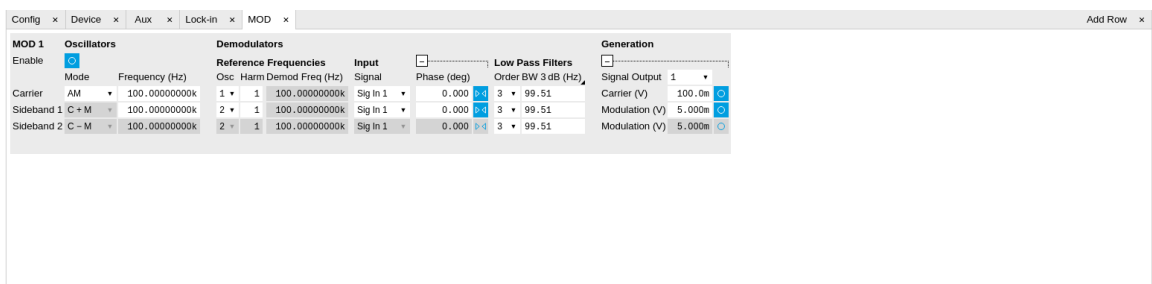 Config × Device × Aux × Lock-in × MOD × Add Row ×
MOD 1 Oscillators Demodulators Generation
Enable Reference Frequencies Input Low Pass Filters
Mode Frequency (Hz) Osc Harm Demod Freq (Hz) Signal Phase (deg) Order BW 3 dB (Hz) Signal Output 1
Carrier AM 100.00000000k 1 1 100.00000000k Sig In 1 0.000 3 99.51 Carrier (V) 100.0m
Sideband 1 C + M 100.00000000k 2 1 100.00000000k Sig In 1 0.000 3 99.51 Modulation (V) 5.000m
Sideband 2 C − M 100.00000000k 2 1 100.00000000k Sig In 1 0.000 3 99.51 Modulation (V) 5.000m